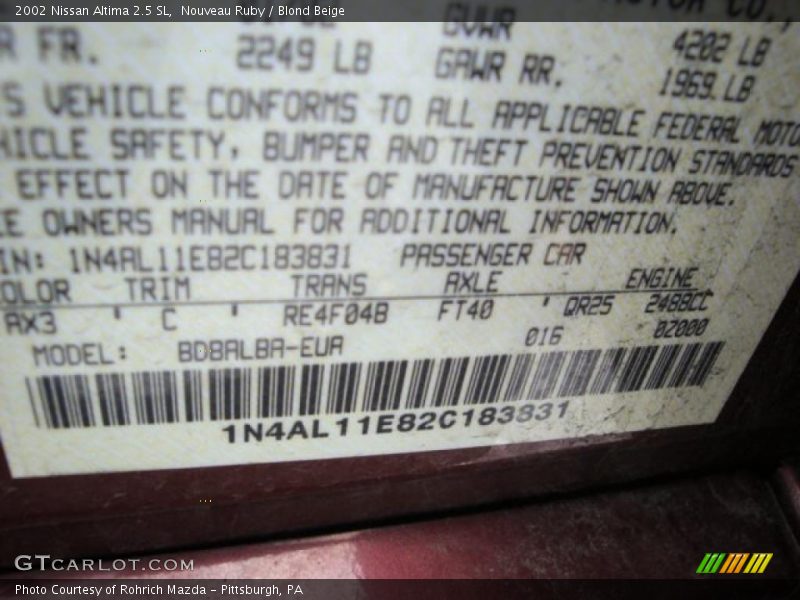 2002 Nissan Altima 2.5 SL, Nouveau Ruby / Blond Beige
CO.,
GVWR 4202 LB
R FR. 2249 LB GAWR RR. 1969 LB
S VEHICLE CONFORMS TO ALL APPLICABLE FEDERAL MOTO
HICLE SAFETY, BUMPER AND THEFT PREVENTION STANDARDS
EFFECT ON THE DATE OF MANUFACTURE SHOWN ABOVE.
E OWNERS MANUAL FOR ADDITIONAL INFORMATION.
IN: 1N4AL11E82C183831 PASSENGER CAR
OLOR TRIM TRANS AXLE ENGINE
AX3 ' C ' RE4F04B FT40 ' QR25 2488CC
MODEL: BD8ALBA-EUA 016 0Z000
1N4AL11E82C183831
GTCARLOT.COM
Photo Courtesy of Rohrich Mazda - Pittsburgh, PA